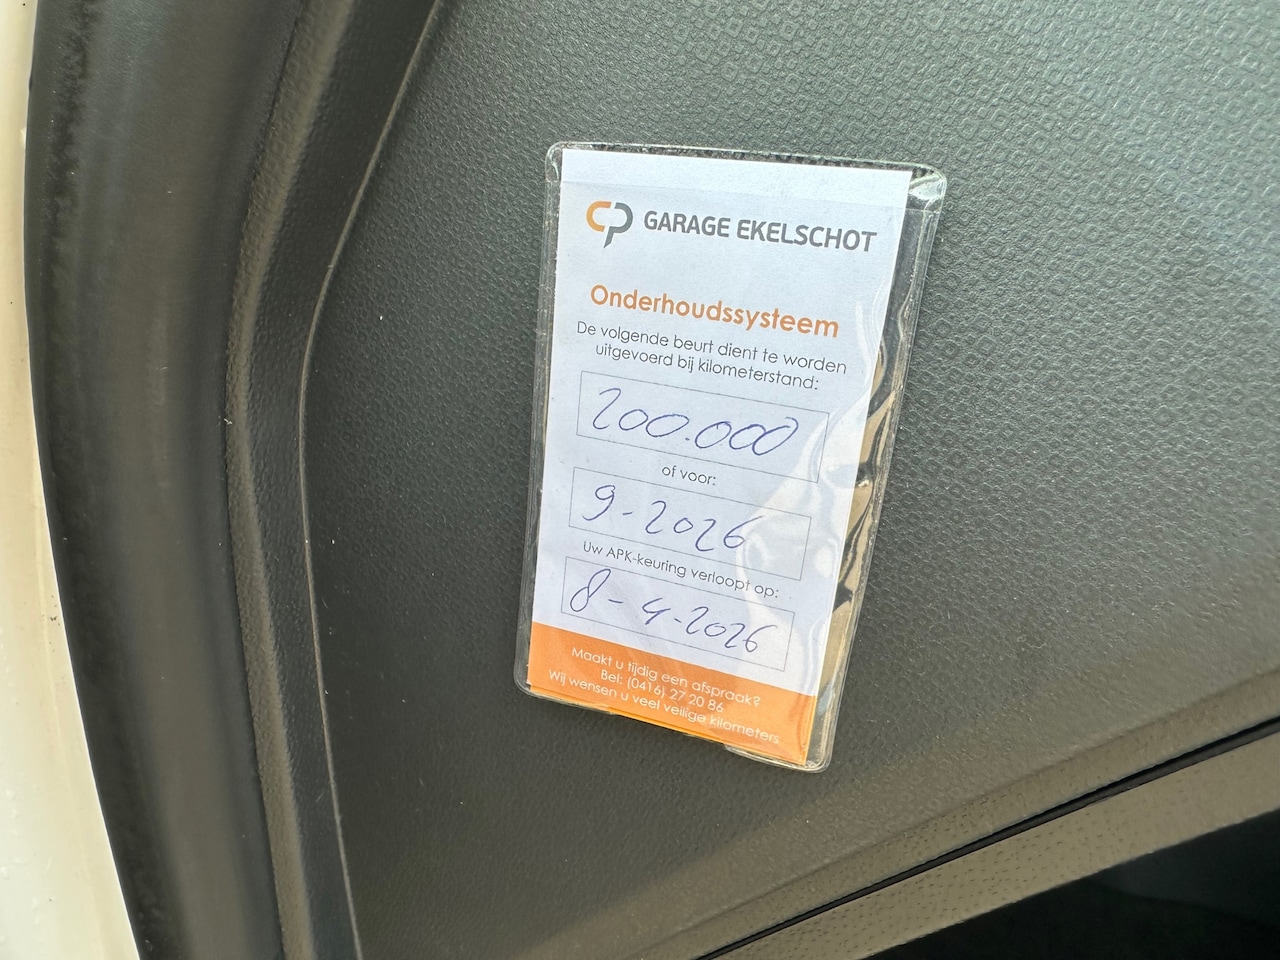 GARAGE EKELSCHOT
Onderhoudssysteem
De volgende beurt dient te worden
uitgevoerd bij kilometerstand:
200.000
of voor:
9-2026
Uw APK-keuring verloopt op:
8-4-2026
Maakt u tijdig een afspraak?
Bel: (0416) 27 20 86
Wij wensen u veel veilige kilometers